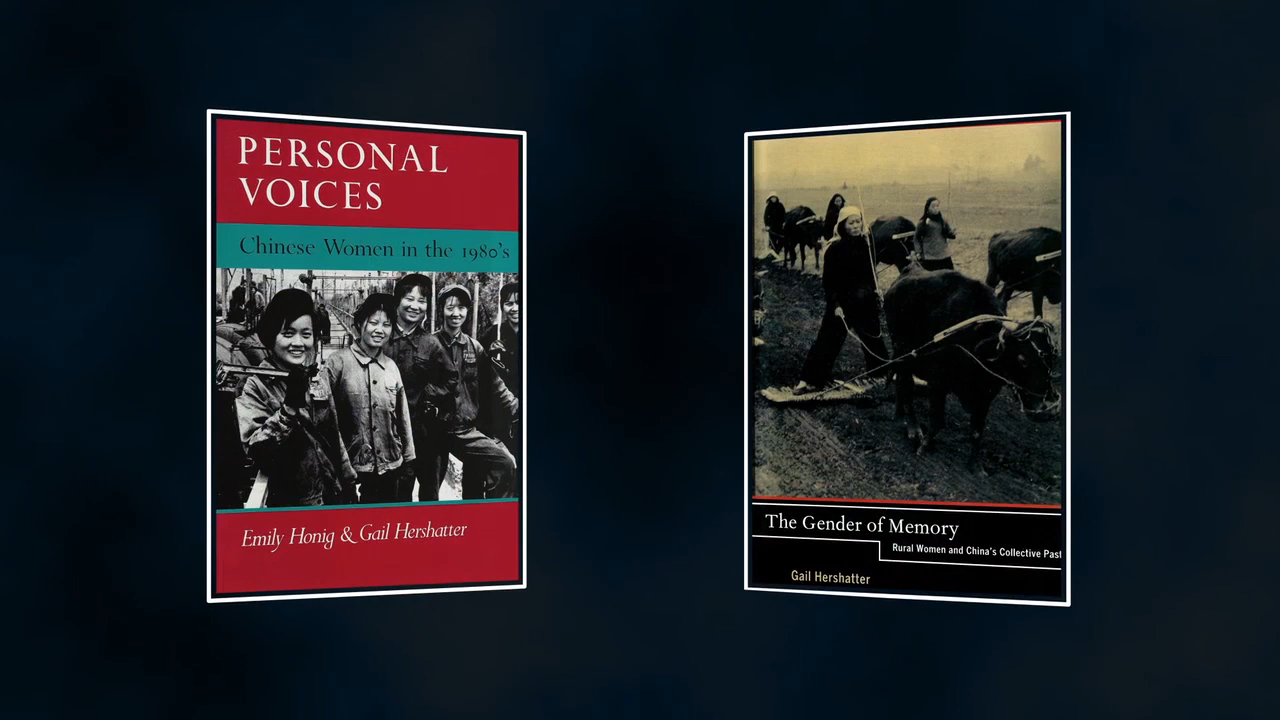 PERSONAL
VOICES
Chinese Women in the 1980's
Emily Honig & Gail Hershatter
The Gender of Memory
Rural Women and China's Collective Past
Gail Hershatter